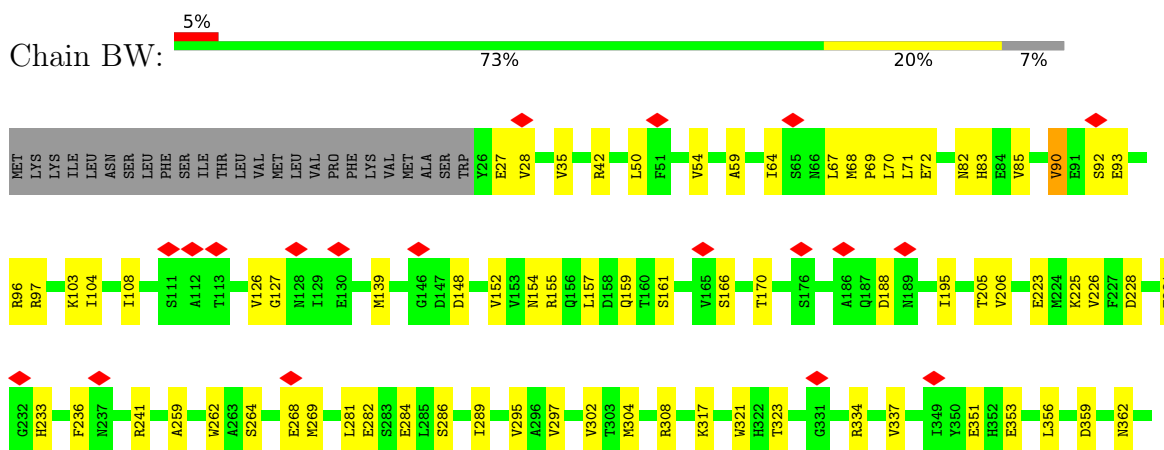 5%
Chain BW:
73% 20% 7%
MET LYS LYS ILE LEU ASN SER LEU PHE SER ILE THR LEU VAL MET LEU VAL PRO PHE LYS VAL MET ALA SER TRP Y26 E27 V28 V35 R42 L50 F51 V54 A59 I64 S65 N66 L67 M68 P69 L70 L71 E72 N82 H83 E84 V85 V90 E91 S92 E93
R96 R97 K103 I104 I108 S111 A112 T113 V126 G127 N128 I129 E130 M139 G146 D147 D148 V152 V153 N154 R155 Q156 L157 D158 Q159 T160 S161 V165 S166 T170 S176 A186 Q187 D188 N189 I195 T205 V206 E223 M224 K225 V226 F227 D228
G232 H233 F236 N237 R241 A259 W262 A263 S264 E268 M269 L281 E282 S283 E284 L285 S286 I289 V295 A296 V297 V302 T303 M304 R308 K317 W321 H322 T323 G331 R334 V337 I349 Y350 E351 H352 E353 L356 D359 N362